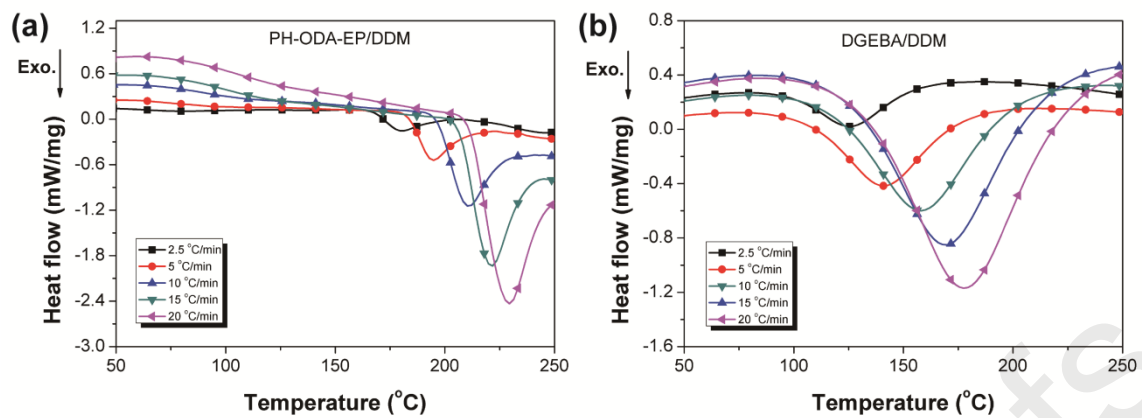 (a)
PH-ODA-EP/DDM
Exo.
Heat flow (mW/mg)
1.2
0.6
0.0
-0.6
-1.2
-1.8
-2.4
-3.0
2.5 °C/min
5 °C/min
10 °C/min
15 °C/min
20 °C/min
50 100 150 200 250
Temperature (°C)
(b)
DGEBA/DDM
Exo.
Heat flow (mW/mg)
0.8
0.4
0.0
-0.4
-0.8
-1.2
-1.6
2.5 °C/min
5 °C/min
10 °C/min
15 °C/min
20 °C/min
50 100 150 200 250
Temperature (°C)
fs